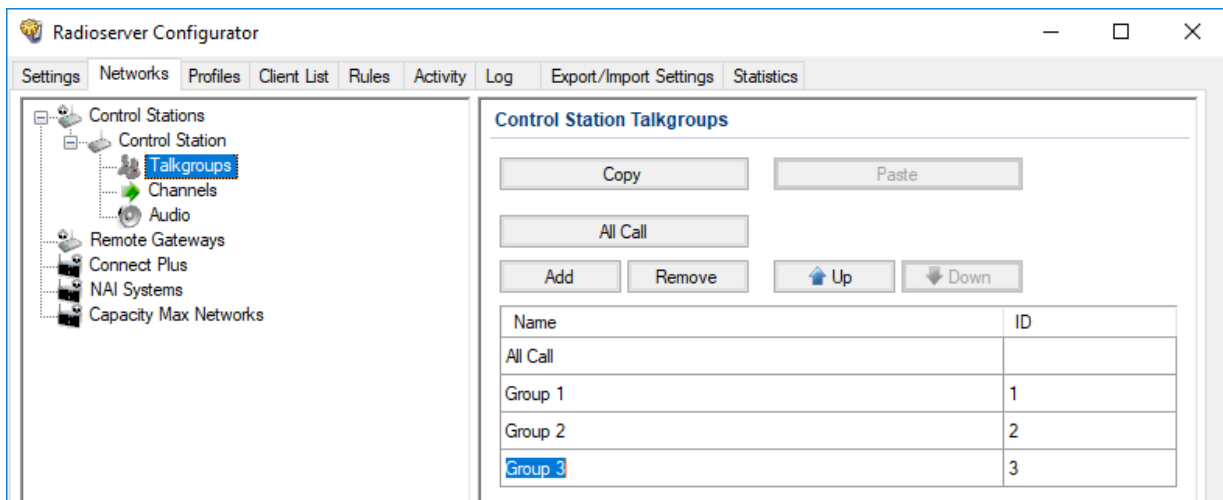 Radioserver Configurator
Settings Networks Profiles Client List Rules Activity Log Export/Import Settings Statistics
Control Stations
Control Station
Talkgroups
Channels
Audio
Remote Gateways
Connect Plus
NAI Systems
Capacity Max Networks
Control Station Talkgroups
Copy Paste
All Call
Add Remove Up Down
Name ID
All Call
Group 1 1
Group 2 2
Group 3 3